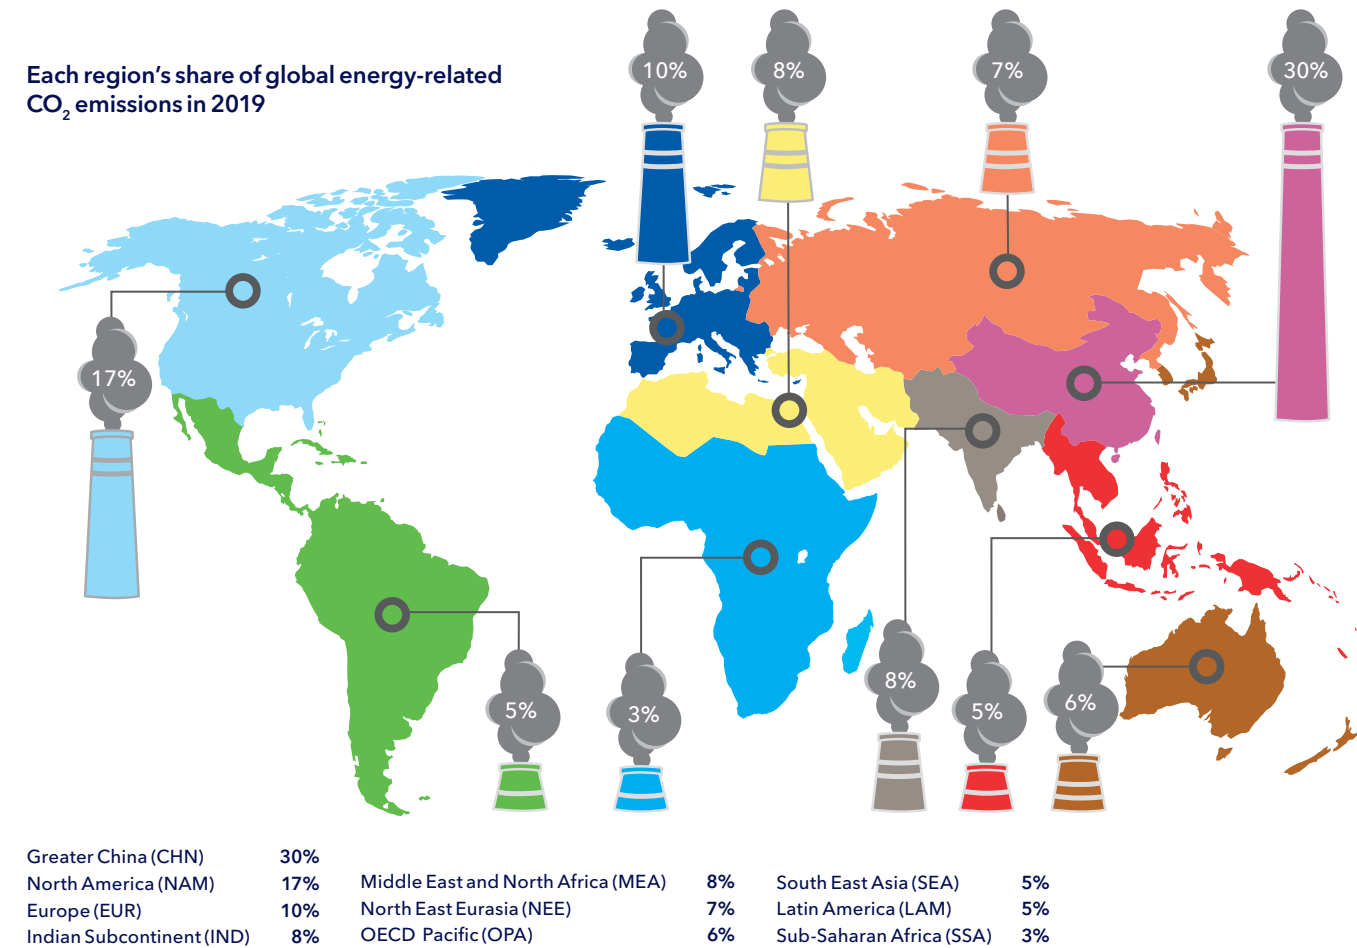 Each region's share of global energy-related
CO2 emissions in 2019
10%
8%
7%
30%
17%
5%
3%
8%
5%
6%
Greater China (CHN) 30%
North America (NAM) 17%
Europe (EUR) 10%
Indian Subcontinent (IND) 8%
Middle East and North Africa (MEA) 8%
North East Eurasia (NEE) 7%
OECD Pacific (OPA) 6%
South East Asia (SEA) 5%
Latin America (LAM) 5%
Sub-Saharan Africa (SSA) 3%